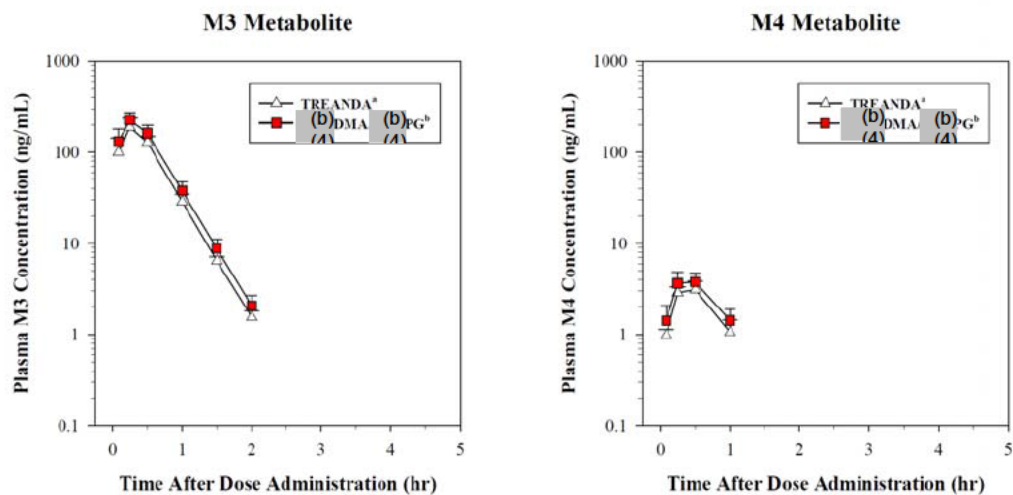 M3 Metabolite
1000
100
10
1
0.1
Plasma M3 Concentration (ng/mL)
TREANDAᵃ
(b) (4) DMA/ (b) (4) PGᵇ
0 1 2 3 4 5
Time After Dose Administration (hr)
M4 Metabolite
1000
100
10
1
0.1
Plasma M4 Concentration (ng/mL)
TREANDAᵃ
(b) (4) DMA/ (b) (4) PGᵇ
0 1 2 3 4 5
Time After Dose Administration (hr)